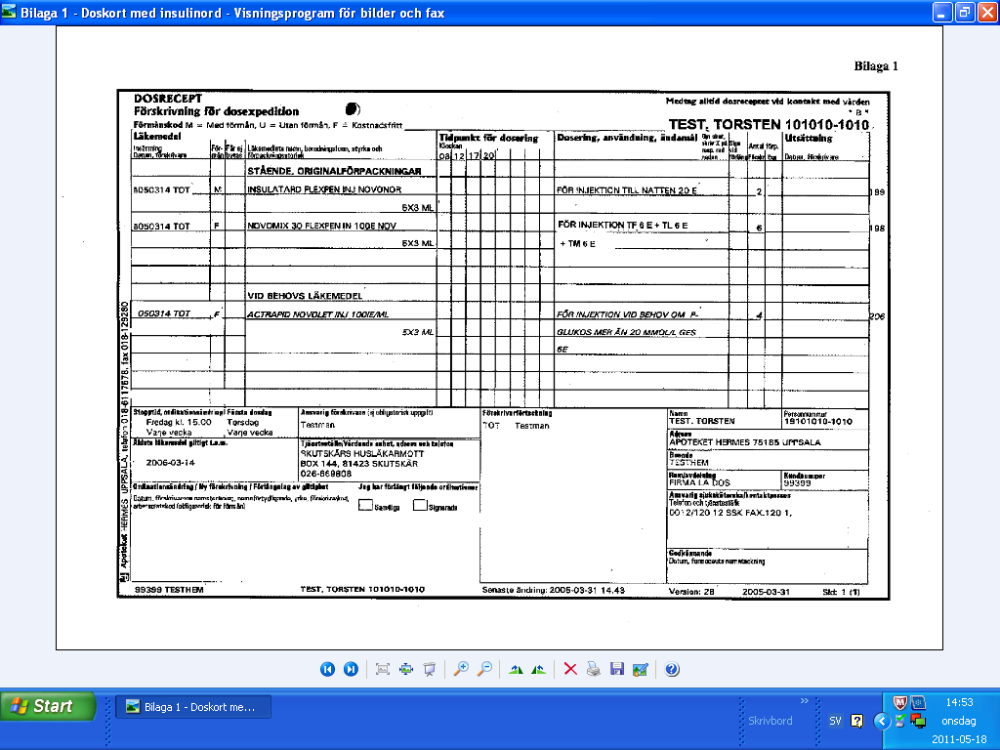 Bilaga 1 - Doskort med insulinord - Visningsprogram för bilder och fax
Bilaga 1
DOSRECEPT
Förskrivning för dosexpedition
Förmånskod M = Med förmån, U = Utan förmån, F = Kostnadsfritt
Medtag alltid dosreceptet vid kontakt med vården
* B *
TEST, TORSTEN 101010-1010
Läkemedel
Insättning
Datum, förskrivare
För-
mån
Får ej
bytas
Läkemedlets namn, beredningsform, styrka och
förpackningsstorlek
Tidpunkt för dosering
Klockan
08 12 17 20
Dosering, användning, ändamål
Antal förp.
Utsättning
Datum, förskrivare
STÅENDE, ORIGINALFÖRPACKNINGAR
8050314 TOT M INSULATARD FLEXPEN INJ NOVONOR FÖR INJEKTION TILL NATTEN 20 E 2 199
5X3 ML
8050314 TOT F NOVOMIX 30 FLEXPEN IN 100E NOV FÖR INJEKTION TF 6 E + TL 6 E 6 198
5X3 ML + TM 6 E
VID BEHOVS LÄKEMEDEL
050314 TOT F ACTRAPID NOVOLET INJ 100IE/ML FÖR INJEKTION VID BEHOV OM P- 4 206
5X3 ML GLUKOS MER ÄN 20 MMOL/L GES
6E
Apoteket HERMES UPPSALA, telefon 018-6117678, fax 018-129280
Stopptid, ordinationsändring
Fredag kl. 15.00
Varje vecka
Första dosdag
Torsdag
Varje vecka
Ansvarig förskrivare (ej obligatorisk uppgift)
Testman
Förskrivarförteckning
TOT Testman
Namn
TEST, TORSTEN
Personnummer
19101010-1010
Adress
APOTEKET HERMES 75185 UPPSALA
Boende
TESTHEM
Äldsta läkemedel giltigt t.o.m.
2006-03-14
Tjänsteställe/Vårdande enhet, adress och telefon
SKUTSKÄRS HUSLÄKARMOTT
BOX 144, 81423 SKUTSKÄR
026-669808
Kundnummer
FIRMA LA DOS 99399
Ordinationsändring / Ny förskrivning / Förlängning av giltighet
Datum, förskrivarens namnteckning, namnförtydligande, yrke, förskrivarkod,
arbetsplatskod (obligatorisk för förmån)
Jag har förlängt följande ordinationer
Samtliga Signerade
Ansvarig sjuksköterska/kontaktperson
Telefon och tjänsteställe
0012/120 12 SSK FAX.120 1,
Godkännande
Datum, farmaceuts namnteckning
99399 TESTHEM TEST, TORSTEN 101010-1010 Senaste ändring: 2005-03-31 14.43 Version: 28 2005-03-31 Sid: 1 (1)
Start
Bilaga 1 - Doskort me...
Skrivbord
»
SV
14:53
onsdag
2011-05-18